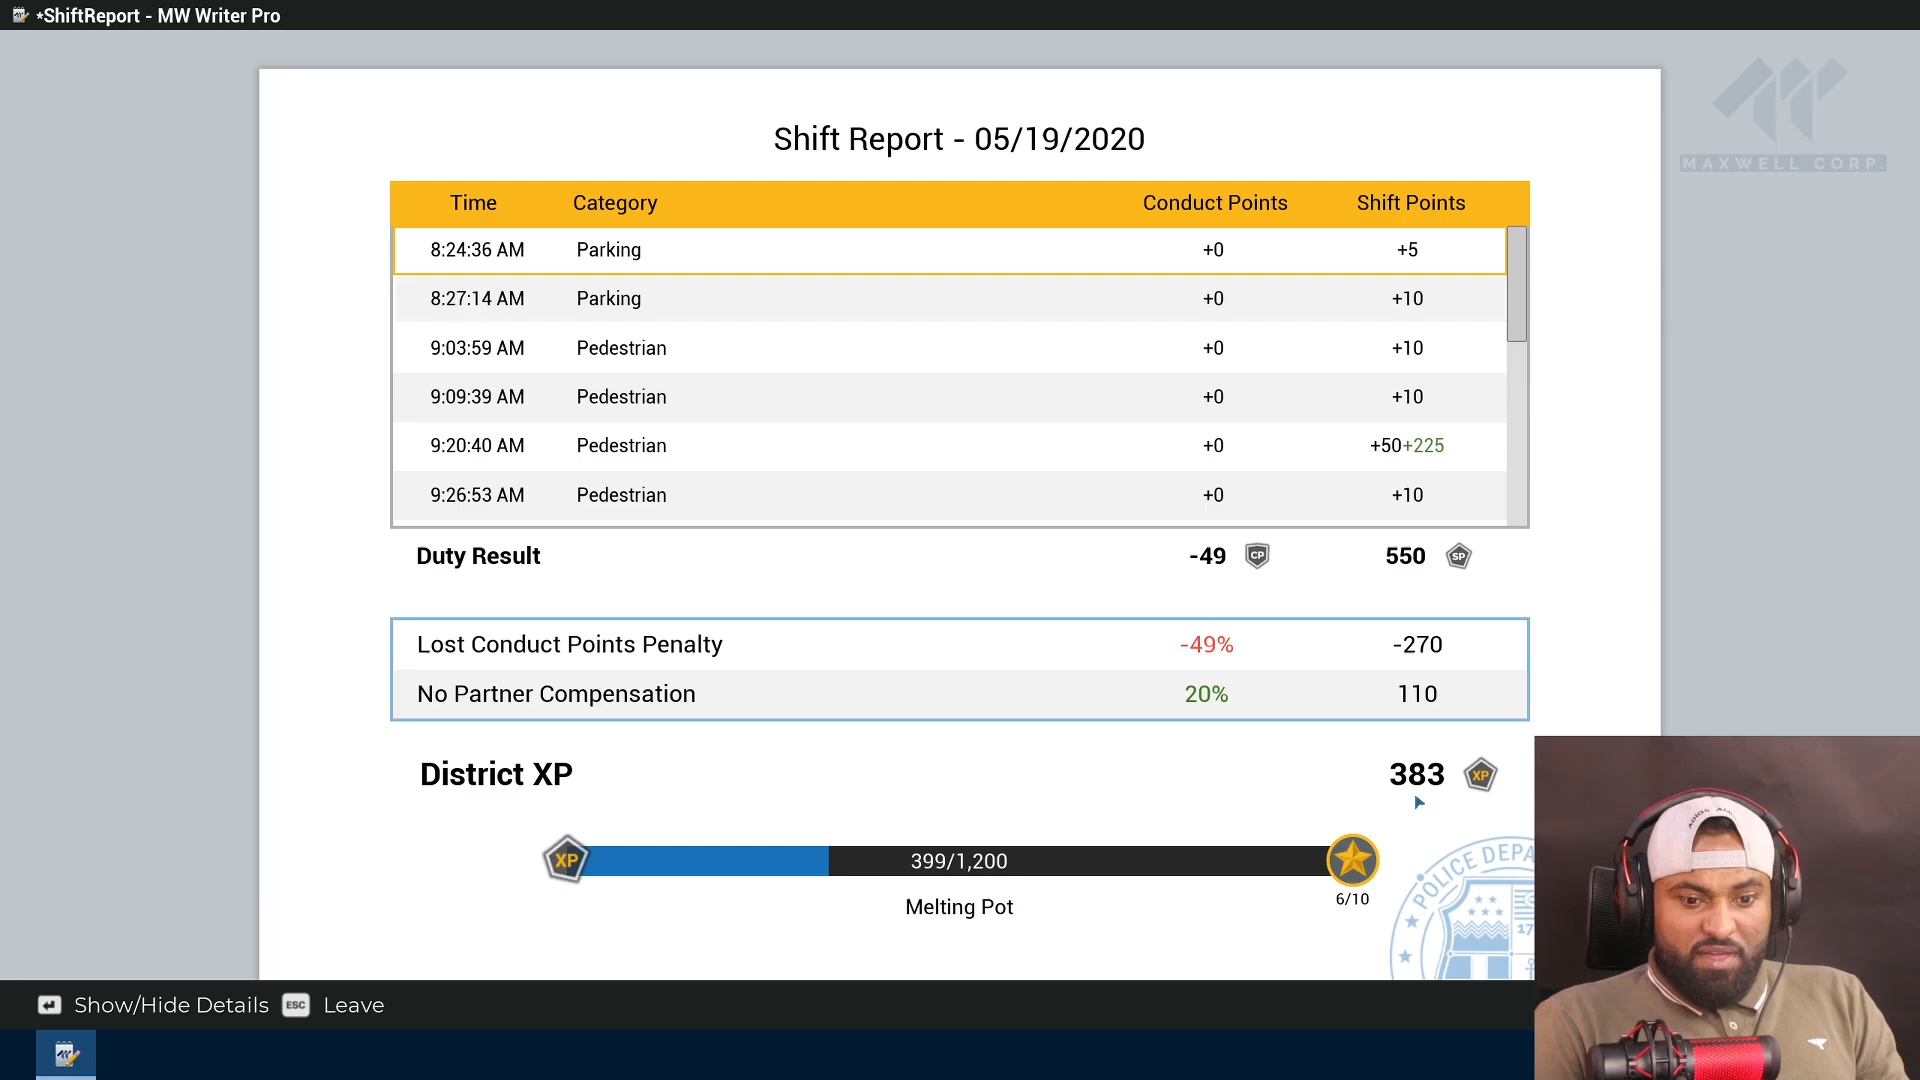 *ShiftReport - MW Writer Pro
MAXWELL CORP.
Shift Report - 05/19/2020
Time Category Conduct Points Shift Points
8:24:36 AM Parking +0 +5
8:27:14 AM Parking +0 +10
9:03:59 AM Pedestrian +0 +10
9:09:39 AM Pedestrian +0 +10
9:20:40 AM Pedestrian +0 +50+225
9:26:53 AM Pedestrian +0 +10
Duty Result -49 CP 550 SP
Lost Conduct Points Penalty -49% -270
No Partner Compensation 20% 110
District XP 383 XP
XP 399/1,200
6/10
Melting Pot
POLICE DEPA
17
ESC
Show/Hide Details Leave